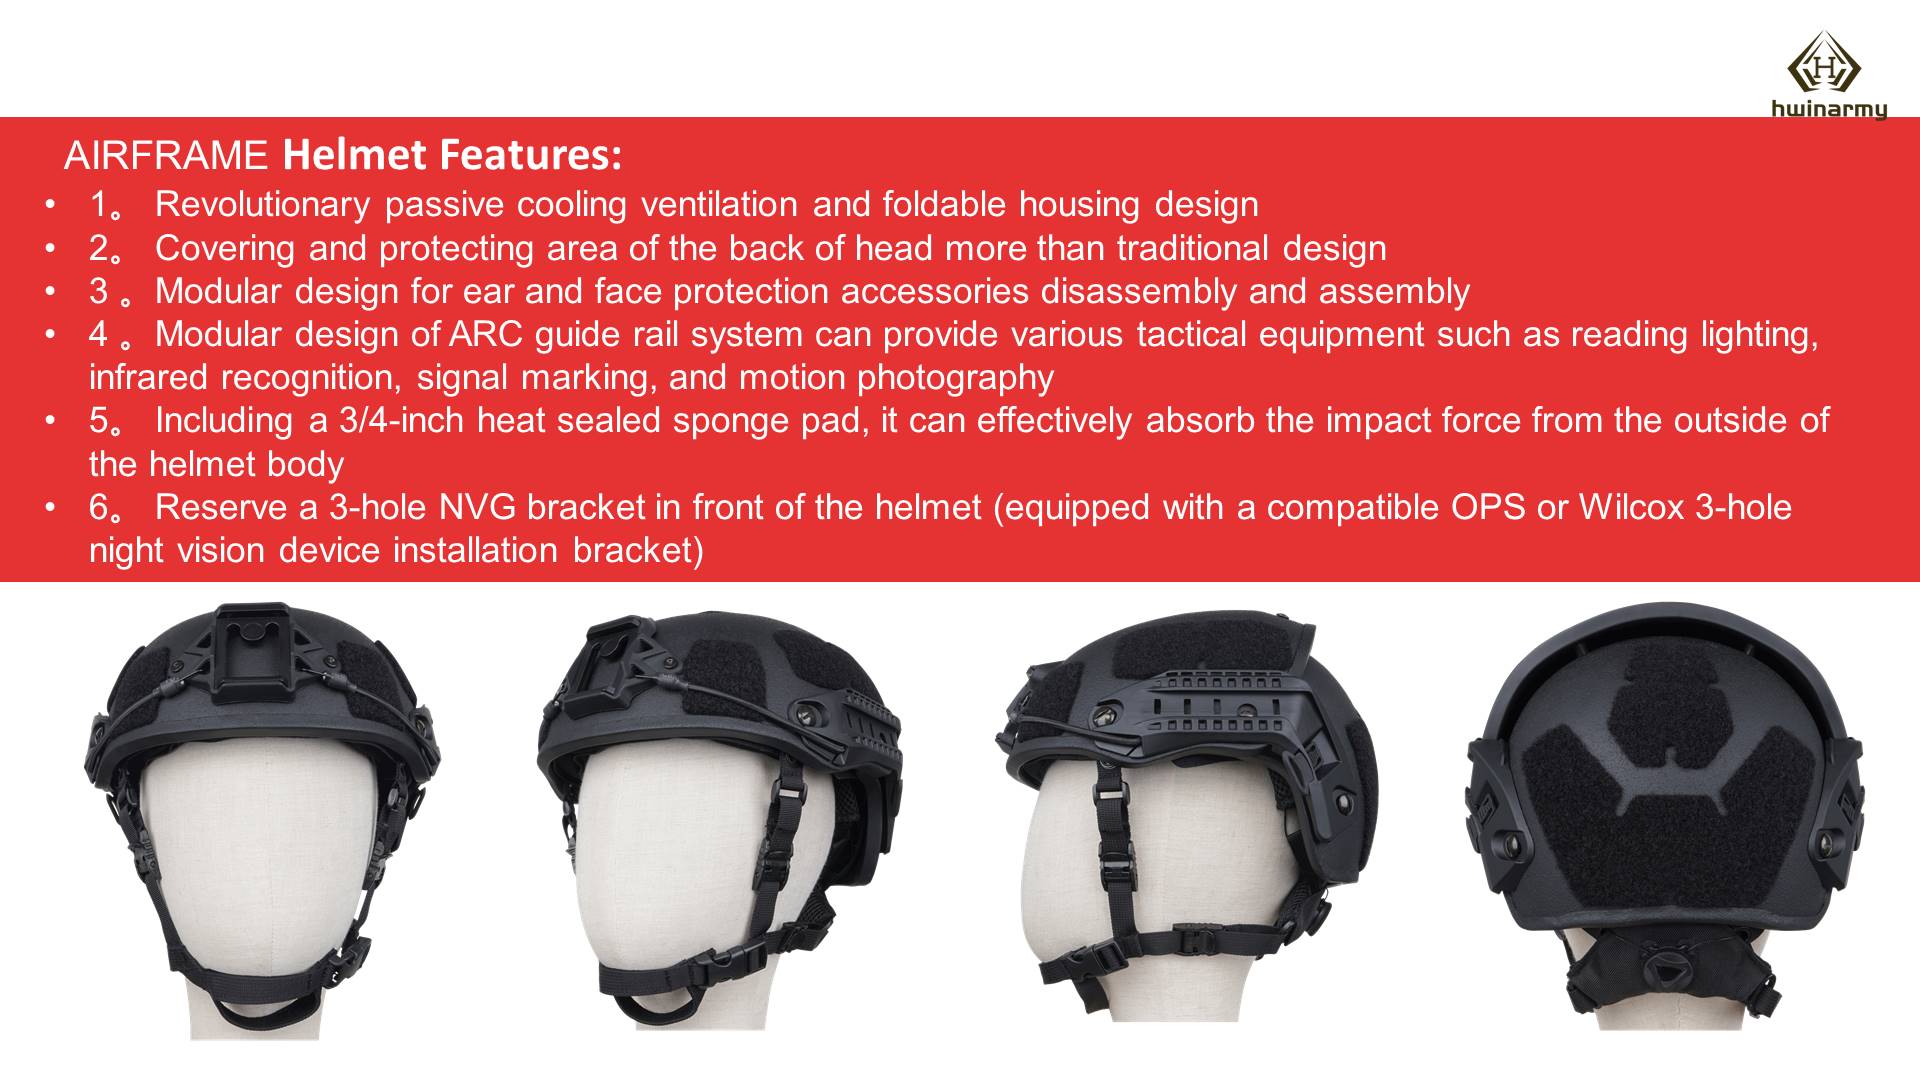 H
hwinarmy
AIRFRAME Helmet Features:
• 1。 Revolutionary passive cooling ventilation and foldable housing design
• 2。 Covering and protecting area of the back of head more than traditional design
• 3 。 Modular design for ear and face protection accessories disassembly and assembly
• 4 。 Modular design of ARC guide rail system can provide various tactical equipment such as reading lighting,
infrared recognition, signal marking, and motion photography
• 5。 Including a 3/4-inch heat sealed sponge pad, it can effectively absorb the impact force from the outside of
the helmet body
• 6。 Reserve a 3-hole NVG bracket in front of the helmet (equipped with a compatible OPS or Wilcox 3-hole
night vision device installation bracket)